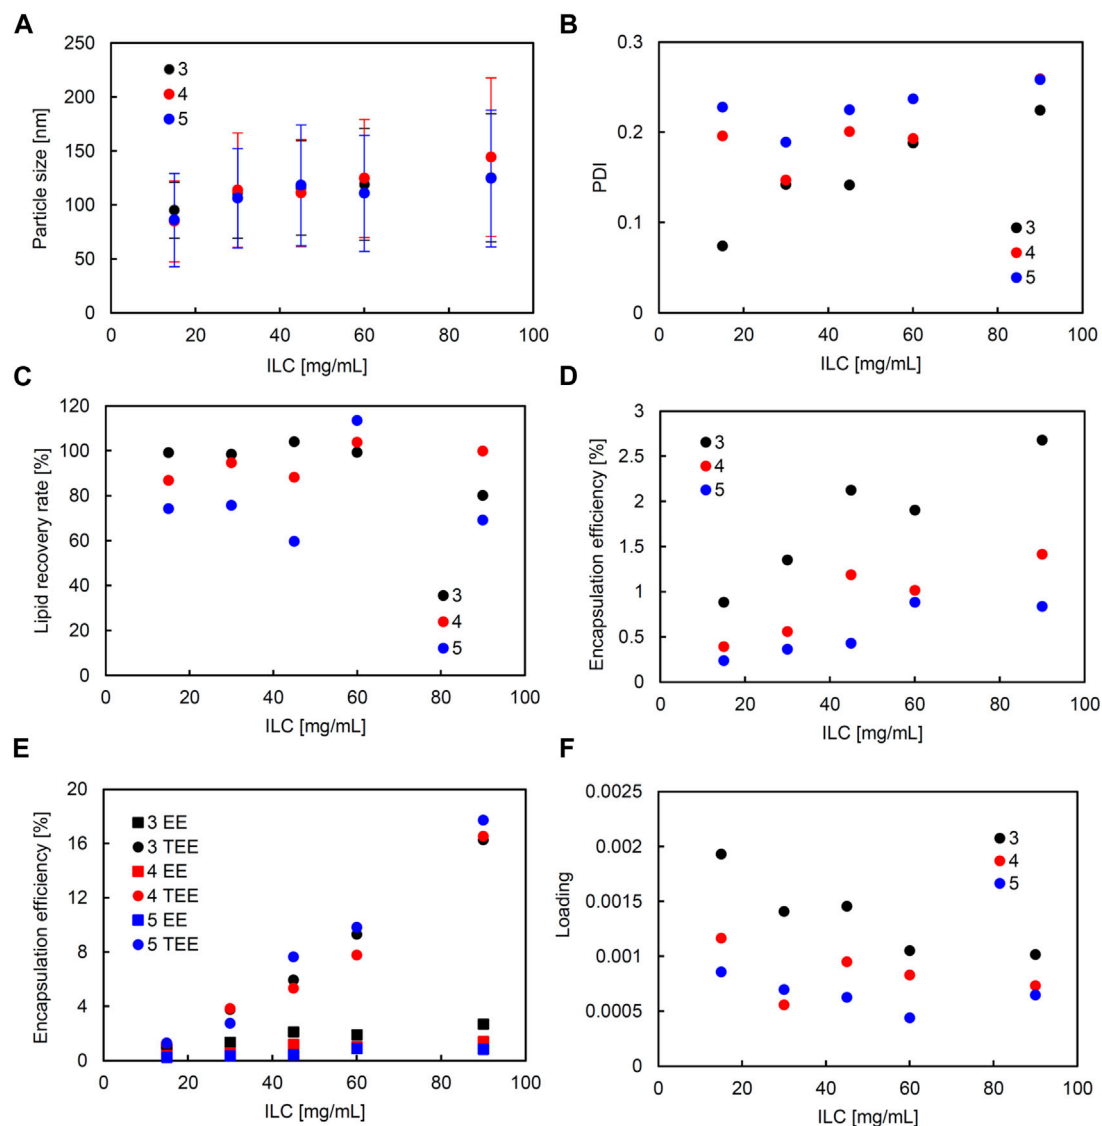 A
250
200
150
100
50
0
Particle size [nm]
3
4
5
0 20 40 60 80 100
ILC [mg/mL]
B
0.3
0.2
0.1
0
PDI
3
4
5
0 20 40 60 80 100
ILC [mg/mL]
C
120
100
80
60
40
20
0
Lipid recovery rate [%]
3
4
5
0 20 40 60 80 100
ILC [mg/mL]
D
3
2.5
2
1.5
1
0.5
0
Encapsulation efficiency [%]
3
4
5
0 20 40 60 80 100
ILC [mg/mL]
E
20
16
12
8
4
0
Encapsulation efficiency [%]
3 EE
3 TEE
4 EE
4 TEE
5 EE
5 TEE
0 20 40 60 80 100
ILC [mg/mL]
F
0.0025
0.002
0.0015
0.001
0.0005
0
Loading
3
4
5
0 20 40 60 80 100
ILC [mg/mL]